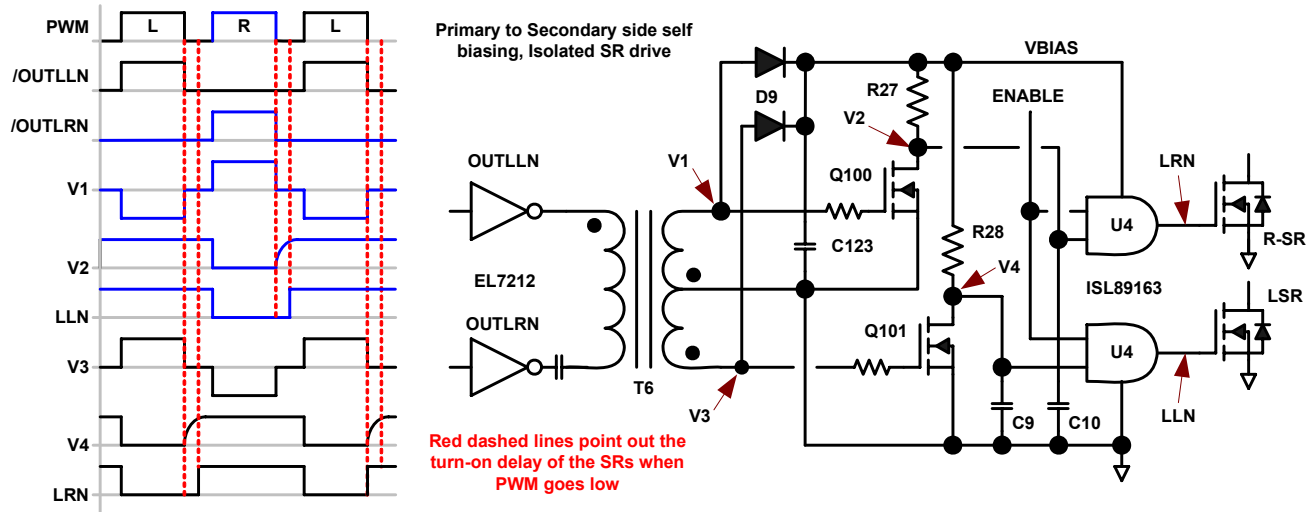 PWM
L
R
L
/OUTLLN
/OUTLRN
V1
V2
LLN
V3
V4
LRN
Primary to Secondary side self
biasing, Isolated SR drive
Red dashed lines point out the
turn-on delay of the SRs when
PWM goes low
OUTLLN
EL7212
OUTLRN
T6
V1
V3
D9
C123
V2
R27
Q100
VBIAS
ENABLE
R28
V4
Q101
C9
C10
U4
ISL89163
U4
LRN
R-SR
LSR
LLN